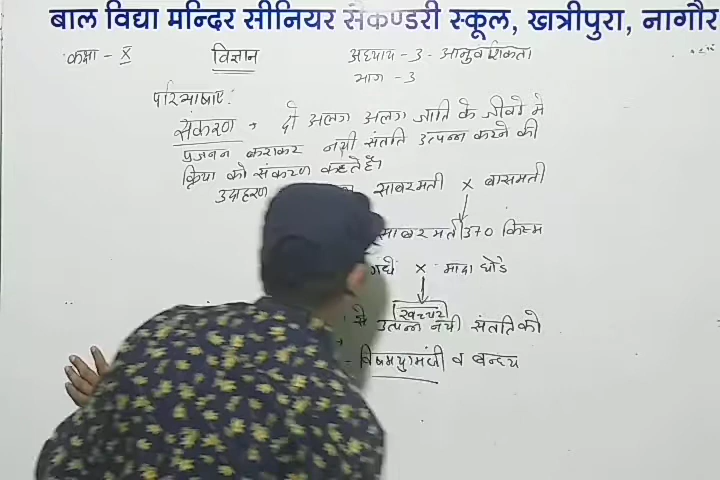 बाल विद्या मन्दिर सीनियर सैकण्डरी स्कूल, खत्रीपुरा, नागौर
कक्षा - X विज्ञान अध्याय - 3 - आनुवंशिकता
भाग - 3
परिभाषाएं:
संकरण → दो अलग अलग जाति के जीवों मे
प्रजनन कराकर नयी संतति उत्पन्न करने की
क्रिया को संकरण कहते हैं।
उदाहरण साबरमती × बासमती
साबरमती 370 किस्म
गधे × मादा घोडे
खच्चर
से उत्पन्न नयी संतति को
- विषमयुग्मजी व बन्ध्य